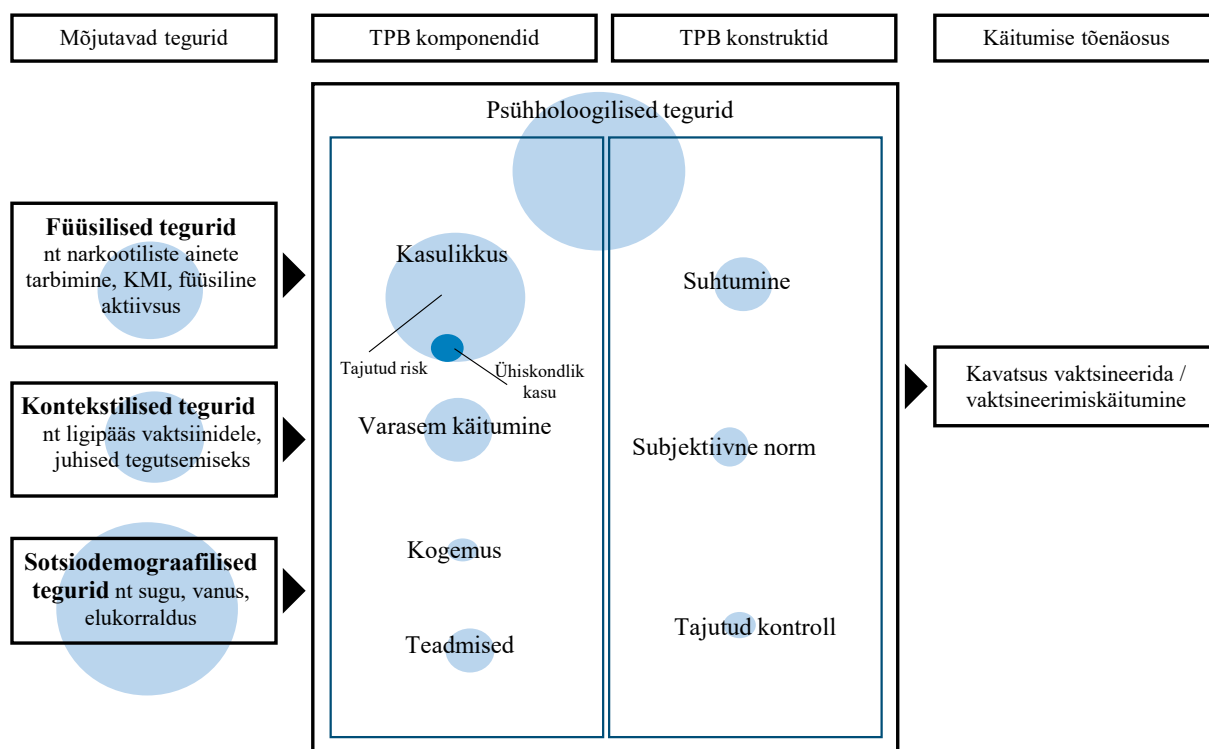 Mõjutavad tegurid
TPB komponendid
TPB konstruktid
Käitumise tõenäosus
Psühholoogilised tegurid
Füüsilised tegurid
nt narkootiliste ainete
tarbimine, KMI, füüsiline
aktiivsus
Kontekstilised tegurid
nt ligipääs vaktsiinidele,
juhised tegutsemiseks
Sotsiodemograafilised
tegurid nt sugu, vanus,
elukorraldus
Kasulikkus
Tajutud risk
Ühiskondlik
kasu
Varasem käitumine
Kogemus
Teadmised
Suhtumine
Subjektiivne norm
Tajutud kontroll
Kavatsus vaktsineerida /
vaktsineerimiskäitumine